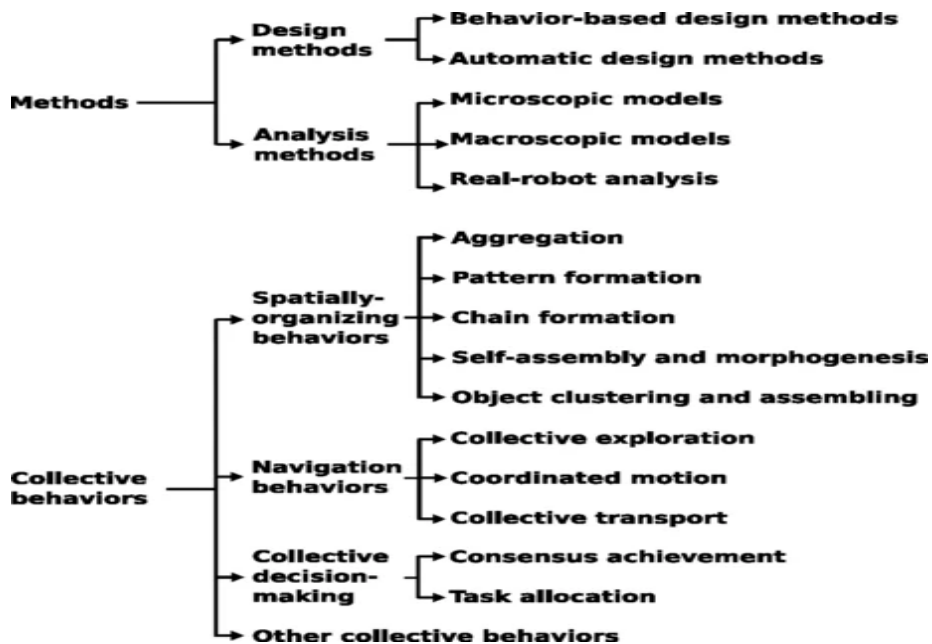 Design
methods
Behavior-based design methods
Automatic design methods
Methods
Analysis
methods
Microscopic models
Macroscopic models
Real-robot analysis
Spatially-
organizing
behaviors
Aggregation
Pattern formation
Chain formation
Self-assembly and morphogenesis
Object clustering and assembling
Collective
behaviors
Navigation
behaviors
Collective exploration
Coordinated motion
Collective transport
Collective
decision-
making
Consensus achievement
Task allocation
Other collective behaviors